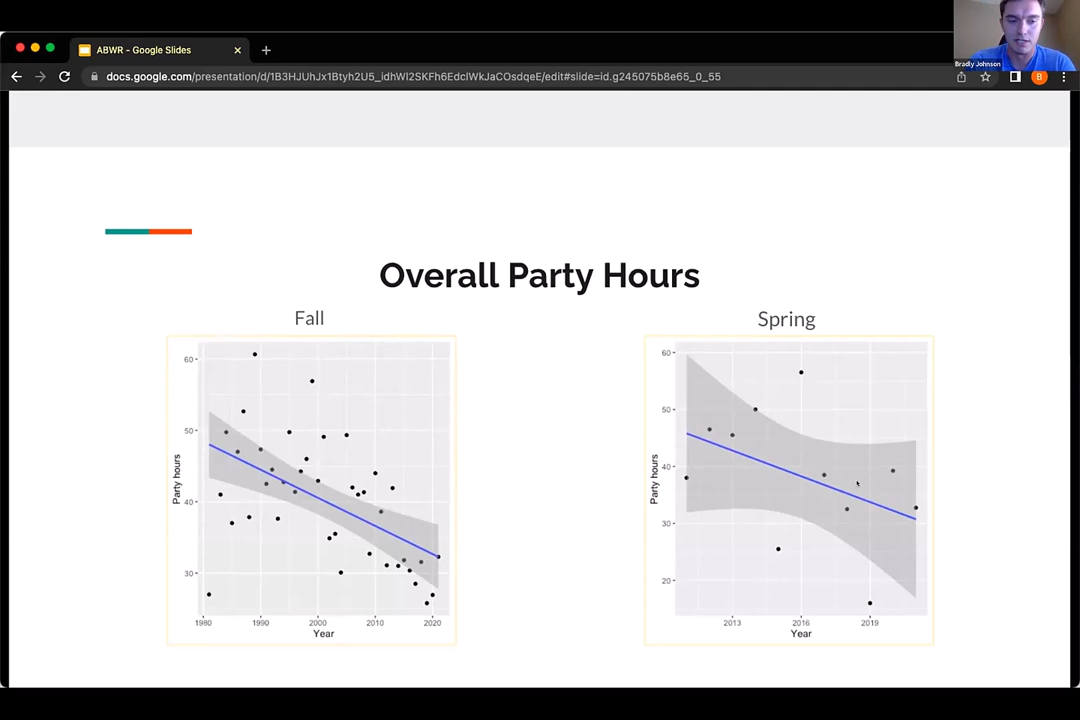 ABWR - Google Slides
docs.google.com/presentation/d/1B3HJUhJx1Btyh2U5_idhWI2SKFh6EdclWkJaCOsdqeE/edit#slide=id.g245075b8e65_0_55
Bradly Johnson
B
Overall Party Hours
Fall
Spring
60
50
40
30
Party hours
1980 1990 2000 2010 2020
Year
60
50
40
30
20
Party hours
2013 2016 2019
Year